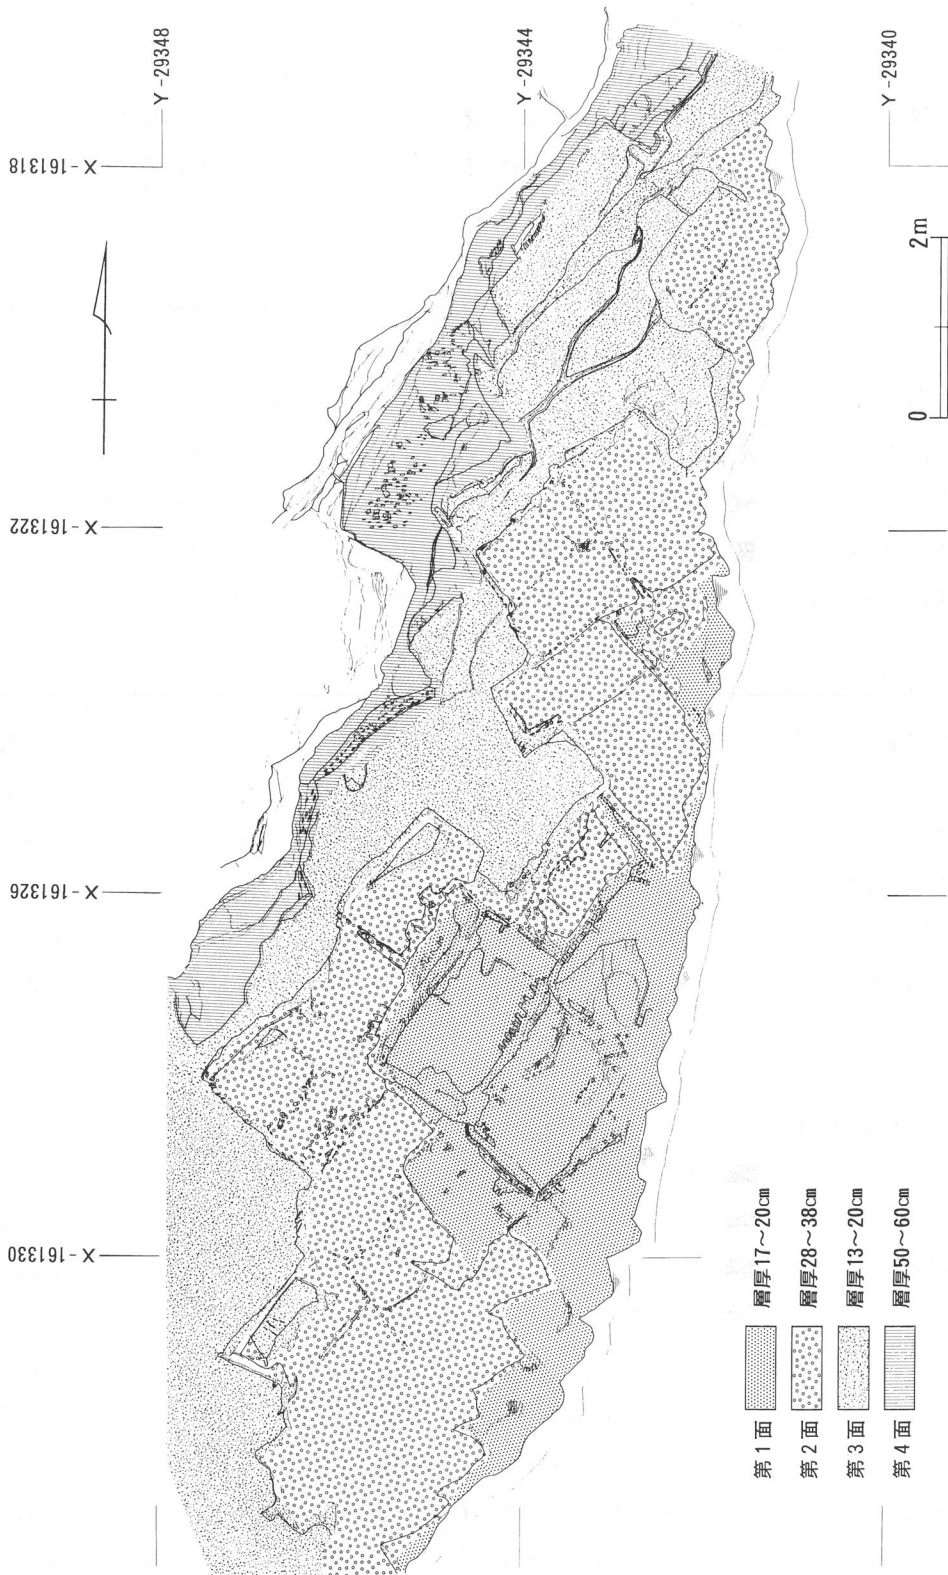 Y -29348
Y -29344
Y -29340
X -161318
X -161322
X -161326
X -161330
0 2m
第1面 層厚17～20cm
第2面 層厚28～38cm
第3面 層厚13～20cm
第4面 層厚50～60cm